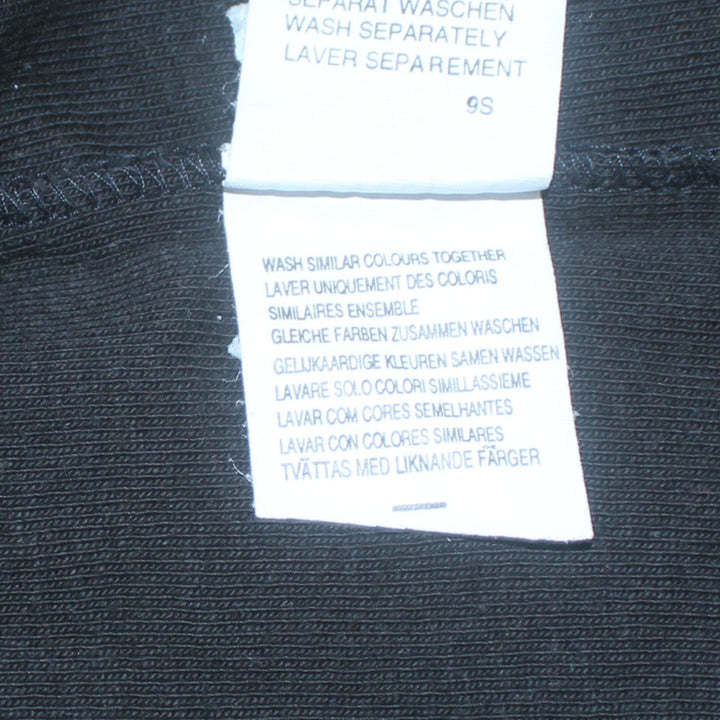 SEPARAT WASCHEN
WASH SEPARATELY
LAVER SEPAREMENT
9S
WASH SIMILAR COLOURS TOGETHER
LAVER UNIQUEMENT DES COLORIS
SIMILAIRES ENSEMBLE
GLEICHE FARBEN ZUSAMMEN WASCHEN
GELIJKAARDIGE KLEUREN SAMEN WASSEN
LAVARE SOLO COLORI SIMILLASSIEME
LAVAR COM CORES SEMELHANTES
LAVAR CON COLORES SIMILARES
TVÄTTAS MED LIKNANDE FÄRGER